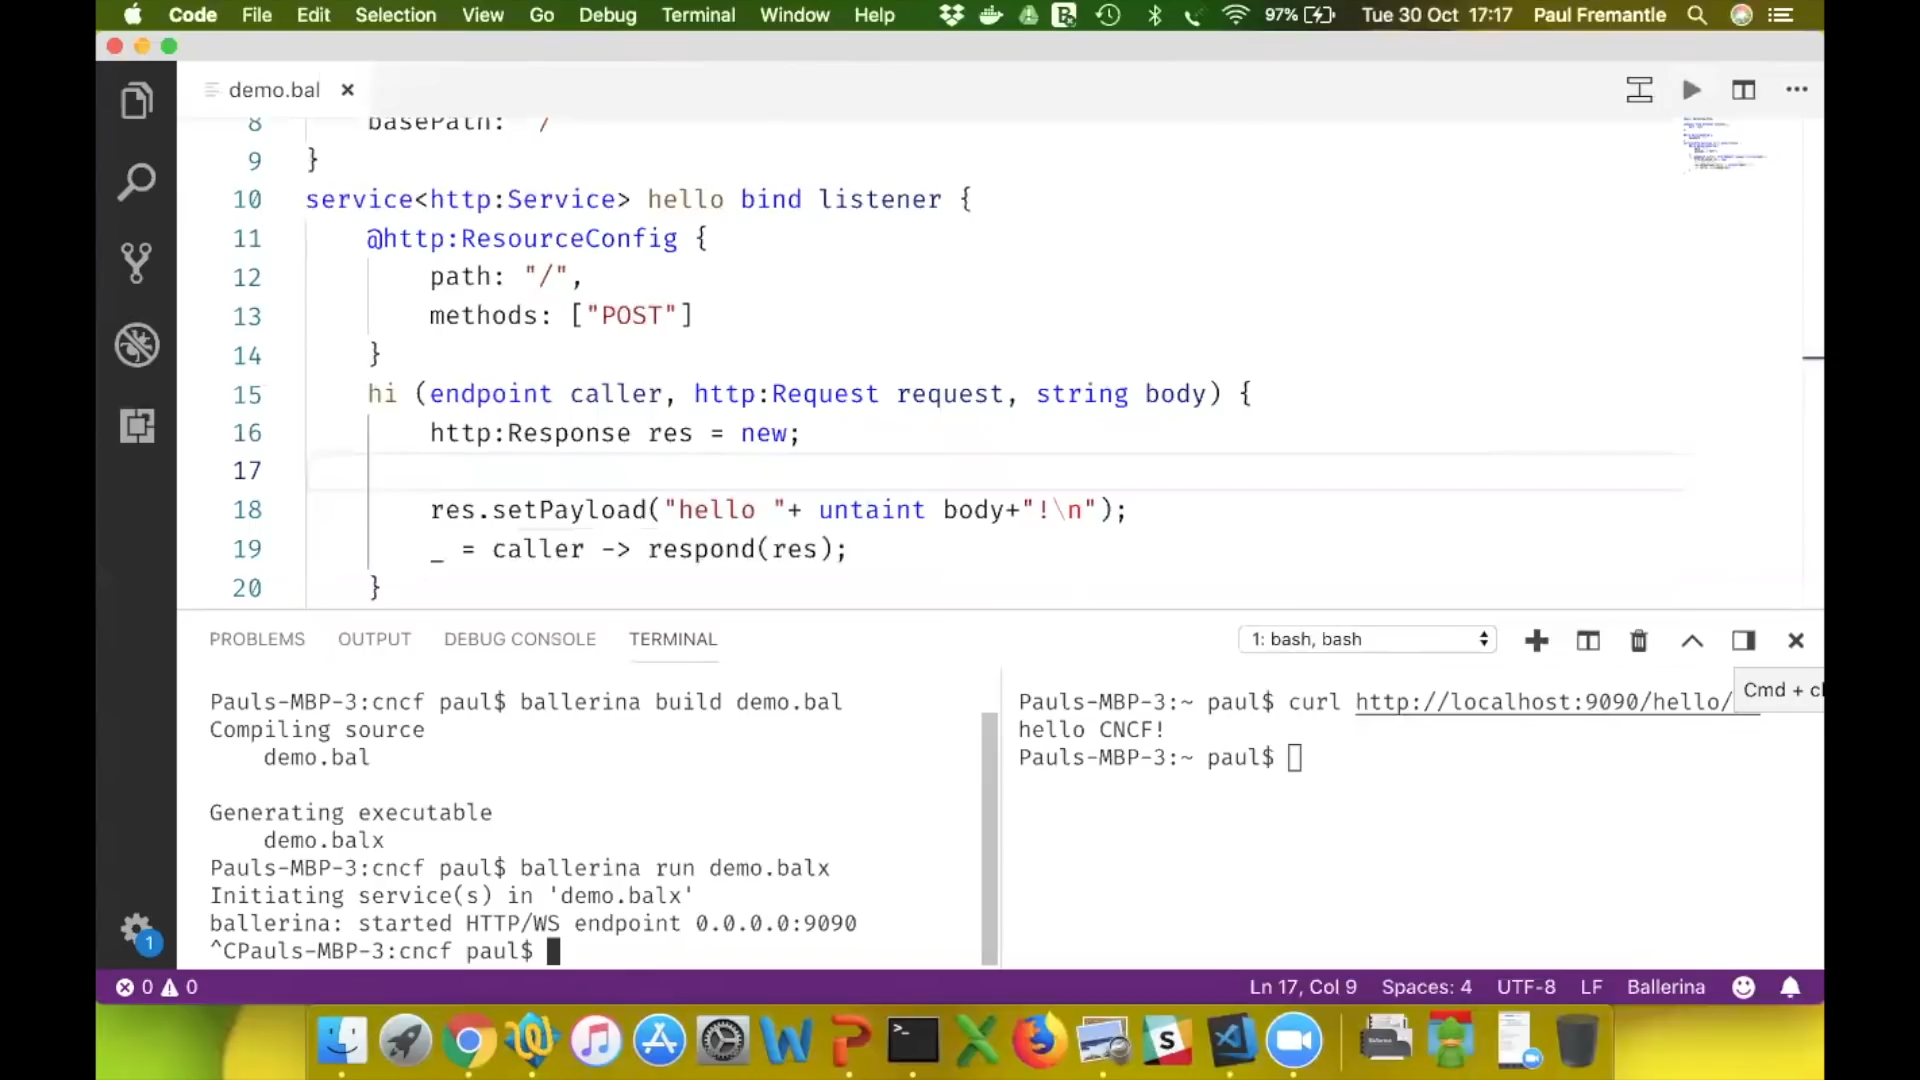 Code File Edit Selection View Go Debug Terminal Window Help 97% Tue 30 Oct 17:17 Paul Fremantle
demo.bal
8 basePath: "/"
9 }
10 service<http:Service> hello bind listener {
11 @http:ResourceConfig {
12 path: "/",
13 methods: ["POST"]
14 }
15 hi (endpoint caller, http:Request request, string body) {
16 http:Response res = new;
17
18 res.setPayload("hello "+ untaint body+"!\n");
19 _ = caller -> respond(res);
20 }
PROBLEMS OUTPUT DEBUG CONSOLE TERMINAL 1: bash, bash
Cmd + cl
Pauls-MBP-3:cncf paul$ ballerina build demo.bal
Compiling source
demo.bal
Generating executable
demo.balx
Pauls-MBP-3:cncf paul$ ballerina run demo.balx
Initiating service(s) in 'demo.balx'
ballerina: started HTTP/WS endpoint 0.0.0.0:9090
^CPauls-MBP-3:cncf paul$
Pauls-MBP-3:~ paul$ curl http://localhost:9090/hello/
hello CNCF!
Pauls-MBP-3:~ paul$
1
0 0 Ln 17, Col 9 Spaces: 4 UTF-8 LF Ballerina